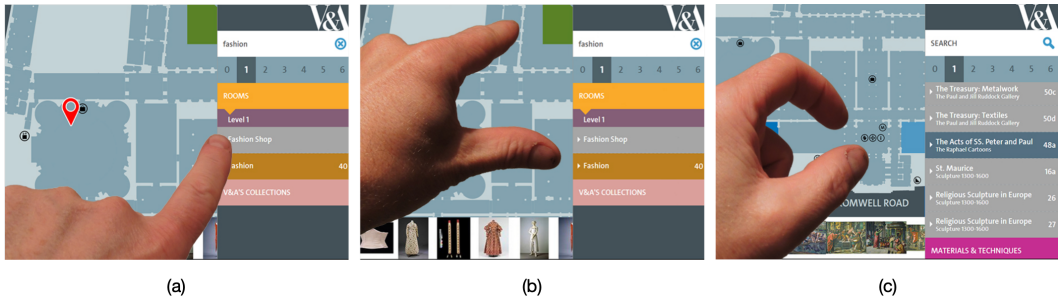 V&A
fashion
0 1 2 3 4 5 6
ROOMS
Level 1
Fashion Shop
Fashion 40
V&A'S COLLECTIONS
(a)
V&A
fashion
0 1 2 3 4 5 6
ROOMS
Level 1
Fashion Shop
Fashion 40
V&A'S COLLECTIONS
(b)
V&A
SEARCH
0 1 2 3 4 5 6
The Treasury: Metalwork 50c
The Paul and Jill Ruddock Gallery
The Treasury: Textiles 50d
The Paul and Jill Ruddock Gallery
The Acts of SS. Peter and Paul 48a
The Raphael Cartoons
St. Maurice 16a
Sculpture 1300-1600
Religious Sculpture in Europe 26
Sculpture 1300-1600
Religious Sculpture in Europe 27
Sculpture 1300-1600
MATERIALS & TECHNIQUES
ROAD
(c)